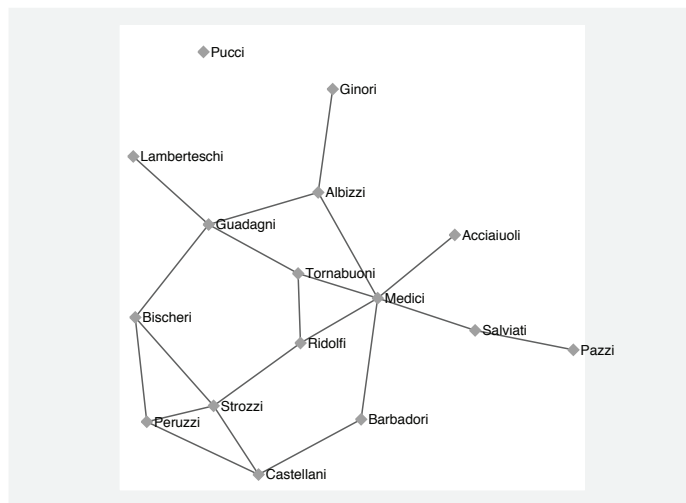 Pucci
Ginori
Lamberteschi
Albizzi
Guadagni
Acciaiuoli
Tornabuoni
Medici
Bischeri
Salviati
Ridolfi
Pazzi
Strozzi
Peruzzi
Barbadori
Castellani